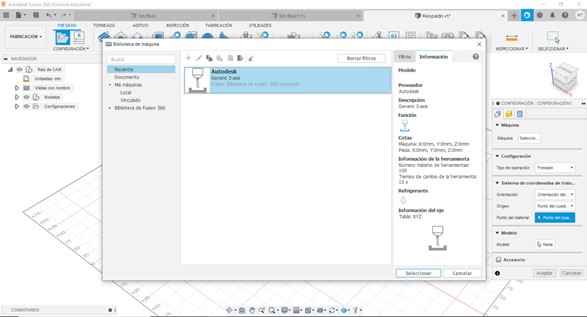 Autodesk Fusion 360 (Licencia educativa)
Sin título
Sin título*(1)
Respaldo v1*
FABRICACIÓN
FRESADO
TORNEADO
ADITIVO
INSPECCIÓN
FABRICACIÓN
UTILIDADES
CONFIGURACIÓN
INSPECCIONAR
SELECCIONAR
NAVEGADOR
Raíz de CAM
Unidades: mm
Vistas con nombre
Modelos
Configuraciones
Biblioteca de máquina
Buscar
Reciente
Documento
Mis máquinas
Local
Vinculado
Biblioteca de Fusion 360
Borrar filtros
Autodesk
Generic 3-axis
Fusion Biblioteca de Fusion 360/Autodesk
Filtros
Información
Modelo
Proveedor
Autodesk
Descripción
Generic 3-axis
Función
Cotas
Máquina: X:0mm, Y:0mm, Z:0mm
Pieza: X:0mm, Y:0mm, Z:0mm
Información de la herramienta
Número máximo de herramientas:
100
Tiempo de cambio de la herramienta:
15 s
Refrigerante
Información del eje
Tabla: XYZ
Seleccionar
Cancelar
CONFIGURACIÓN: CONFIGURACIÓN1
Máquina
Máquina
Selecci...
Configuración
Tipo de operación
Fresado
Sistema de coordenadas de traba...
Orientación
Orientación del ...
Origen
Punto del cuad...
Punto del material
Punto del cua...
Modelo
Modelo
Nada
Accesorio
Aceptar
Cancelar
COMENTARIOS